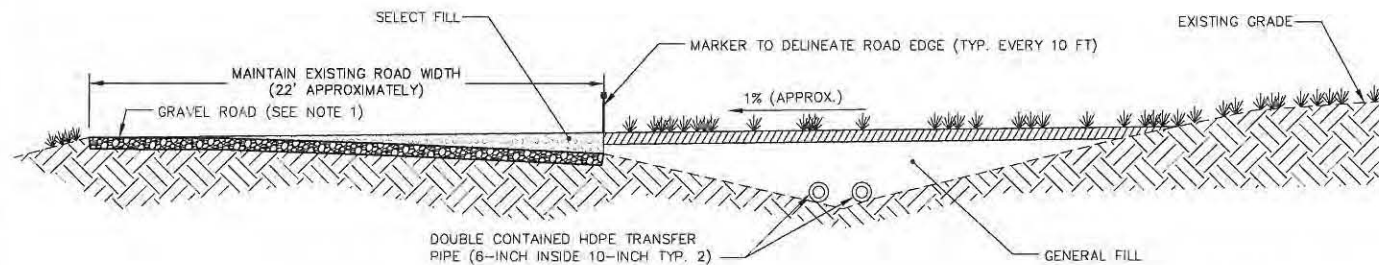 SELECT FILL
EXISTING GRADE
MARKER TO DELINEATE ROAD EDGE (TYP. EVERY 10 FT)
MAINTAIN EXISTING ROAD WIDTH
(22' APPROXIMATELY)
1% (APPROX.)
GRAVEL ROAD (SEE NOTE 1)
DOUBLE CONTAINED HDPE TRANSFER
PIPE (6-INCH INSIDE 10-INCH TYP. 2)
GENERAL FILL